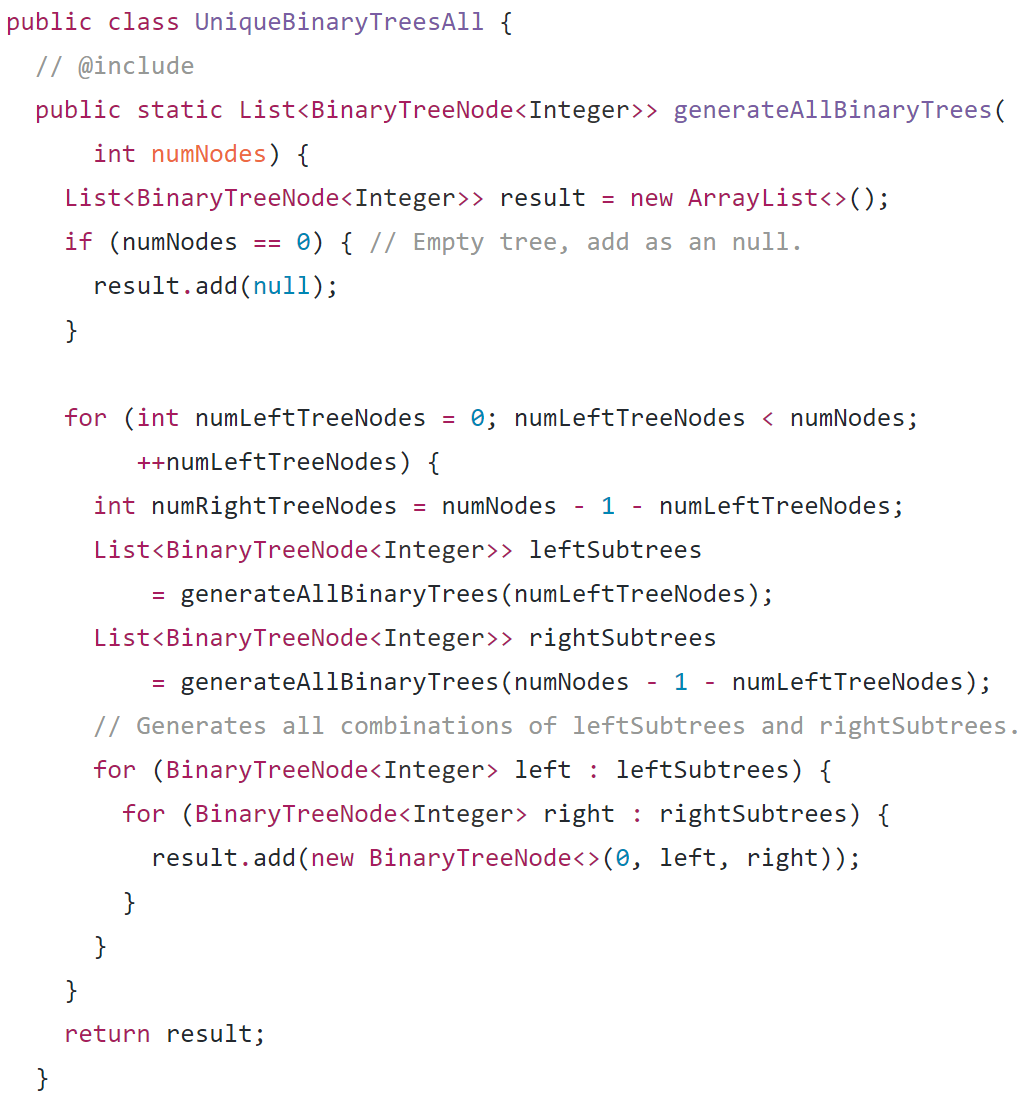 public class UniqueBinaryTreesAll {
  // @include
  public static List<BinaryTreeNode<Integer>> generateAllBinaryTrees(
      int numNodes) {
    List<BinaryTreeNode<Integer>> result = new ArrayList<>();
    if (numNodes == 0) { // Empty tree, add as an null.
      result.add(null);
    }

    for (int numLeftTreeNodes = 0; numLeftTreeNodes < numNodes;
         ++numLeftTreeNodes) {
      int numRightTreeNodes = numNodes - 1 - numLeftTreeNodes;
      List<BinaryTreeNode<Integer>> leftSubtrees
          = generateAllBinaryTrees(numLeftTreeNodes);
      List<BinaryTreeNode<Integer>> rightSubtrees
          = generateAllBinaryTrees(numNodes - 1 - numLeftTreeNodes);
      // Generates all combinations of leftSubtrees and rightSubtrees.
      for (BinaryTreeNode<Integer> left : leftSubtrees) {
        for (BinaryTreeNode<Integer> right : rightSubtrees) {
          result.add(new BinaryTreeNode<>(0, left, right));
        }
      }
    }
    return result;
  }